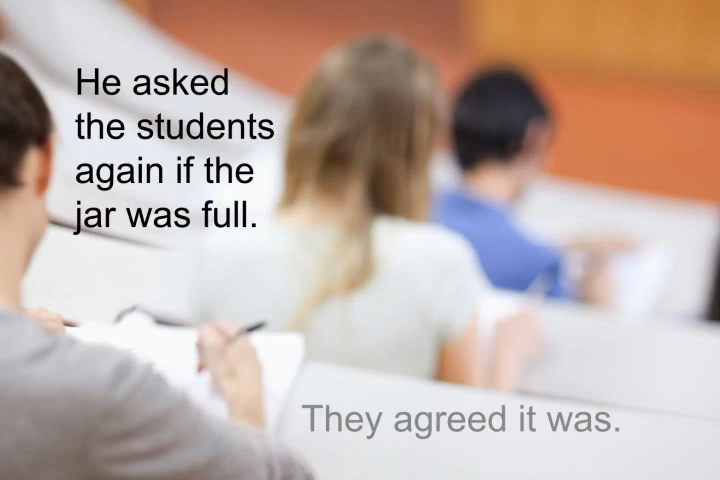 He asked
the students
again if the
jar was full.
They agreed it was.